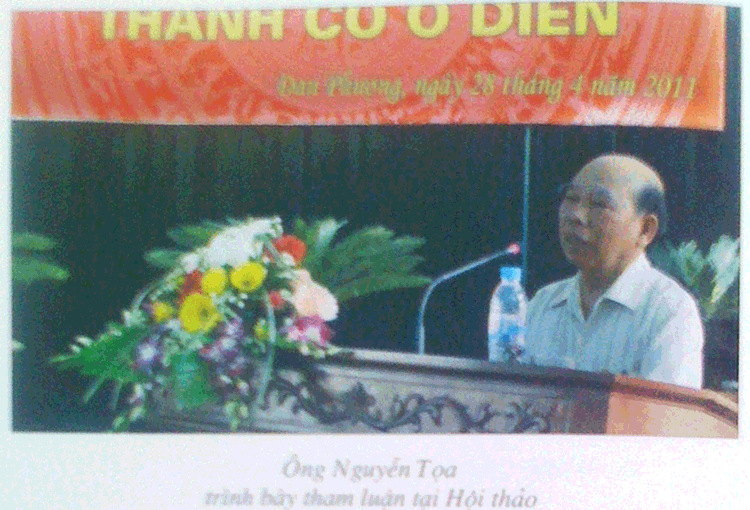 THÀNH CỔ Ô DIÊN
Đan Phượng, ngày 28 tháng 4 năm 2011
Ông Nguyễn Tọa
trình bày tham luận tại Hội thảo